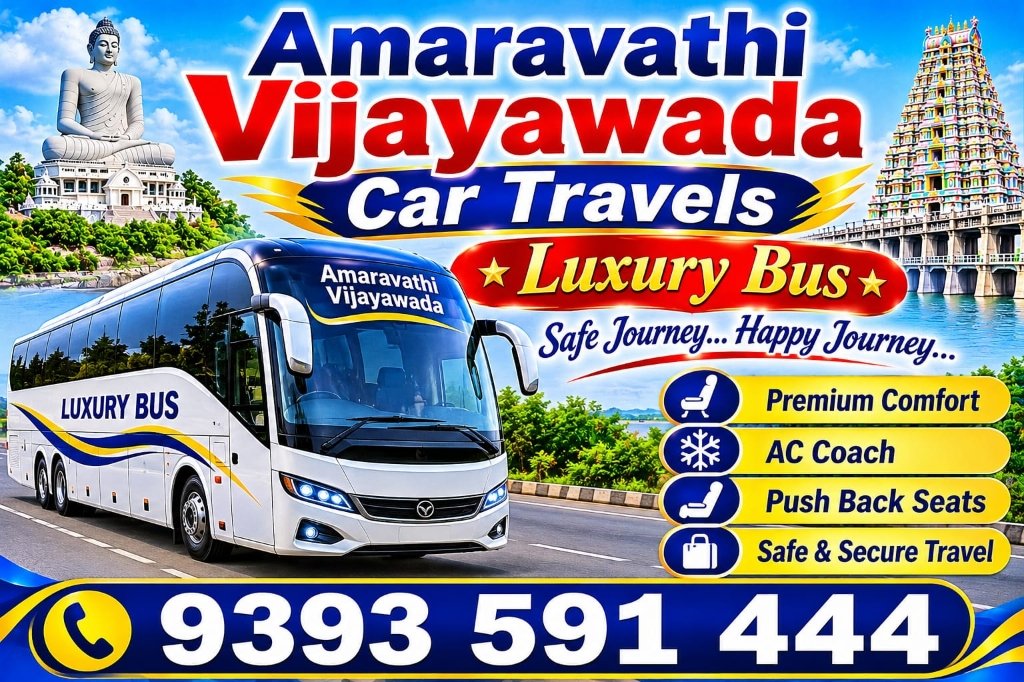 Amaravathi
Vijayawada
Car Travels
Luxury Bus
Safe Journey... Happy Journey...
Amaravathi
Vijayawada
LUXURY BUS
Premium Comfort
AC Coach
Push Back Seats
Safe & Secure Travel
9393 591 444